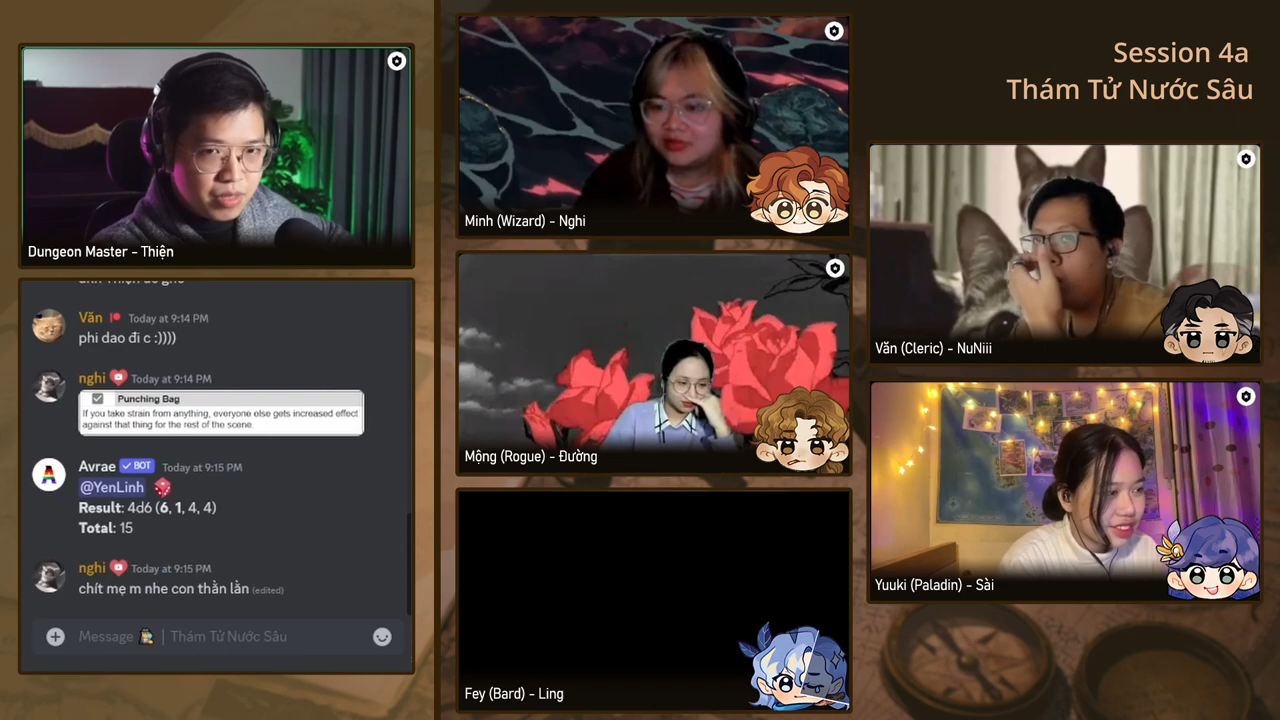 Session 4a
Thám Tử Nước Sâu
Dungeon Master - Thiện
Minh (Wizard) - Nghi
Văn (Cleric) - NuNiii
Mộng (Rogue) - Đường
Yuuki (Paladin) - Sài
Fey (Bard) - Ling
Văn Today at 9:14 PM
phi dao đi c :))))
nghi Today at 9:14 PM
Punching Bag
If you take strain from anything, everyone else gets increased effect
against that thing for the rest of the scene.
Avrae BOT Today at 9:15 PM
@YenLinh
Result: 4d6 (6, 1, 4, 4)
Total: 15
nghi Today at 9:15 PM
chít mẹ m nhe con thằn lằn (edited)
Message | Thám Tử Nước Sâu